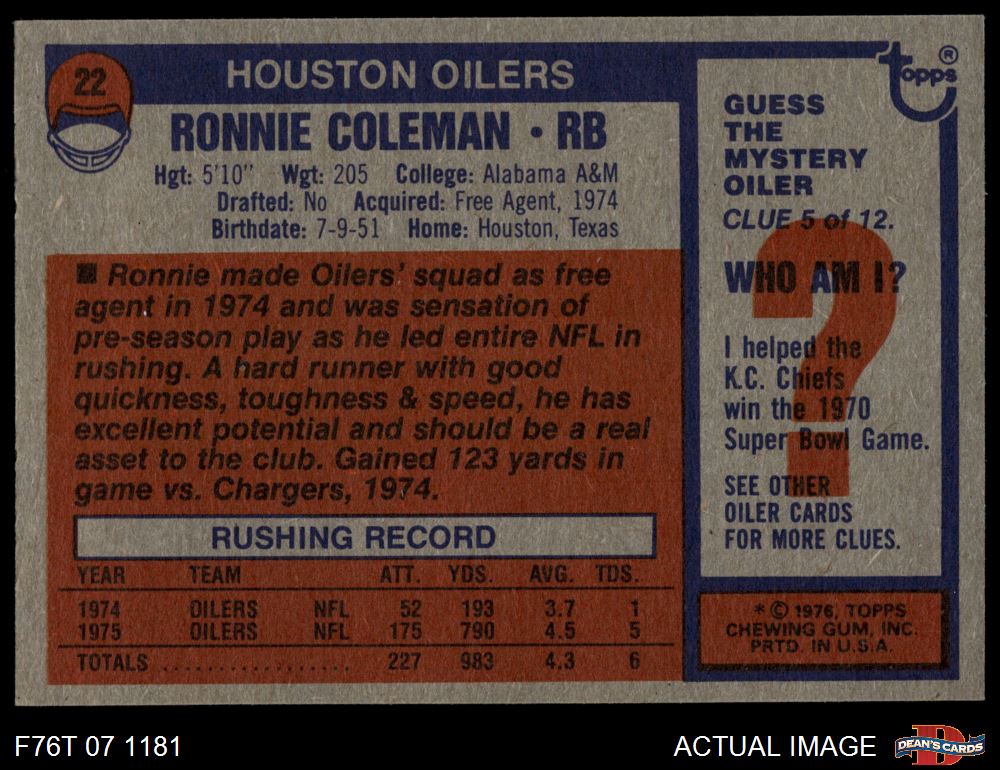 22
HOUSTON OILERS
RONNIE COLEMAN · RB
Hgt: 5'10" Wgt: 205 College: Alabama A&M
Drafted: No Acquired: Free Agent, 1974
Birthdate: 7-9-51 Home: Houston, Texas
■ Ronnie made Oilers' squad as free
agent in 1974 and was sensation of
pre-season play as he led entire NFL in
rushing. A hard runner with good
quickness, toughness & speed, he has
excellent potential and should be a real
asset to the club. Gained 123 yards in
game vs. Chargers, 1974.
RUSHING RECORD
YEAR TEAM ATT. YDS. AVG. TDS.
1974 OILERS NFL 52 193 3.7 1
1975 OILERS NFL 175 790 4.5 5
TOTALS .................. 227 983 4.3 6
topps®
GUESS
THE
MYSTERY
OILER
CLUE 5 of 12.
WHO AM I?
?
I helped the
K.C. Chiefs
win the 1970
Super Bowl Game.
SEE OTHER
OILER CARDS
FOR MORE CLUES.
* © 1976, TOPPS
CHEWING GUM, INC.
PRTD. IN U.S.A.
F76T 07 1181
ACTUAL IMAGE
D
DEAN'S CARDS